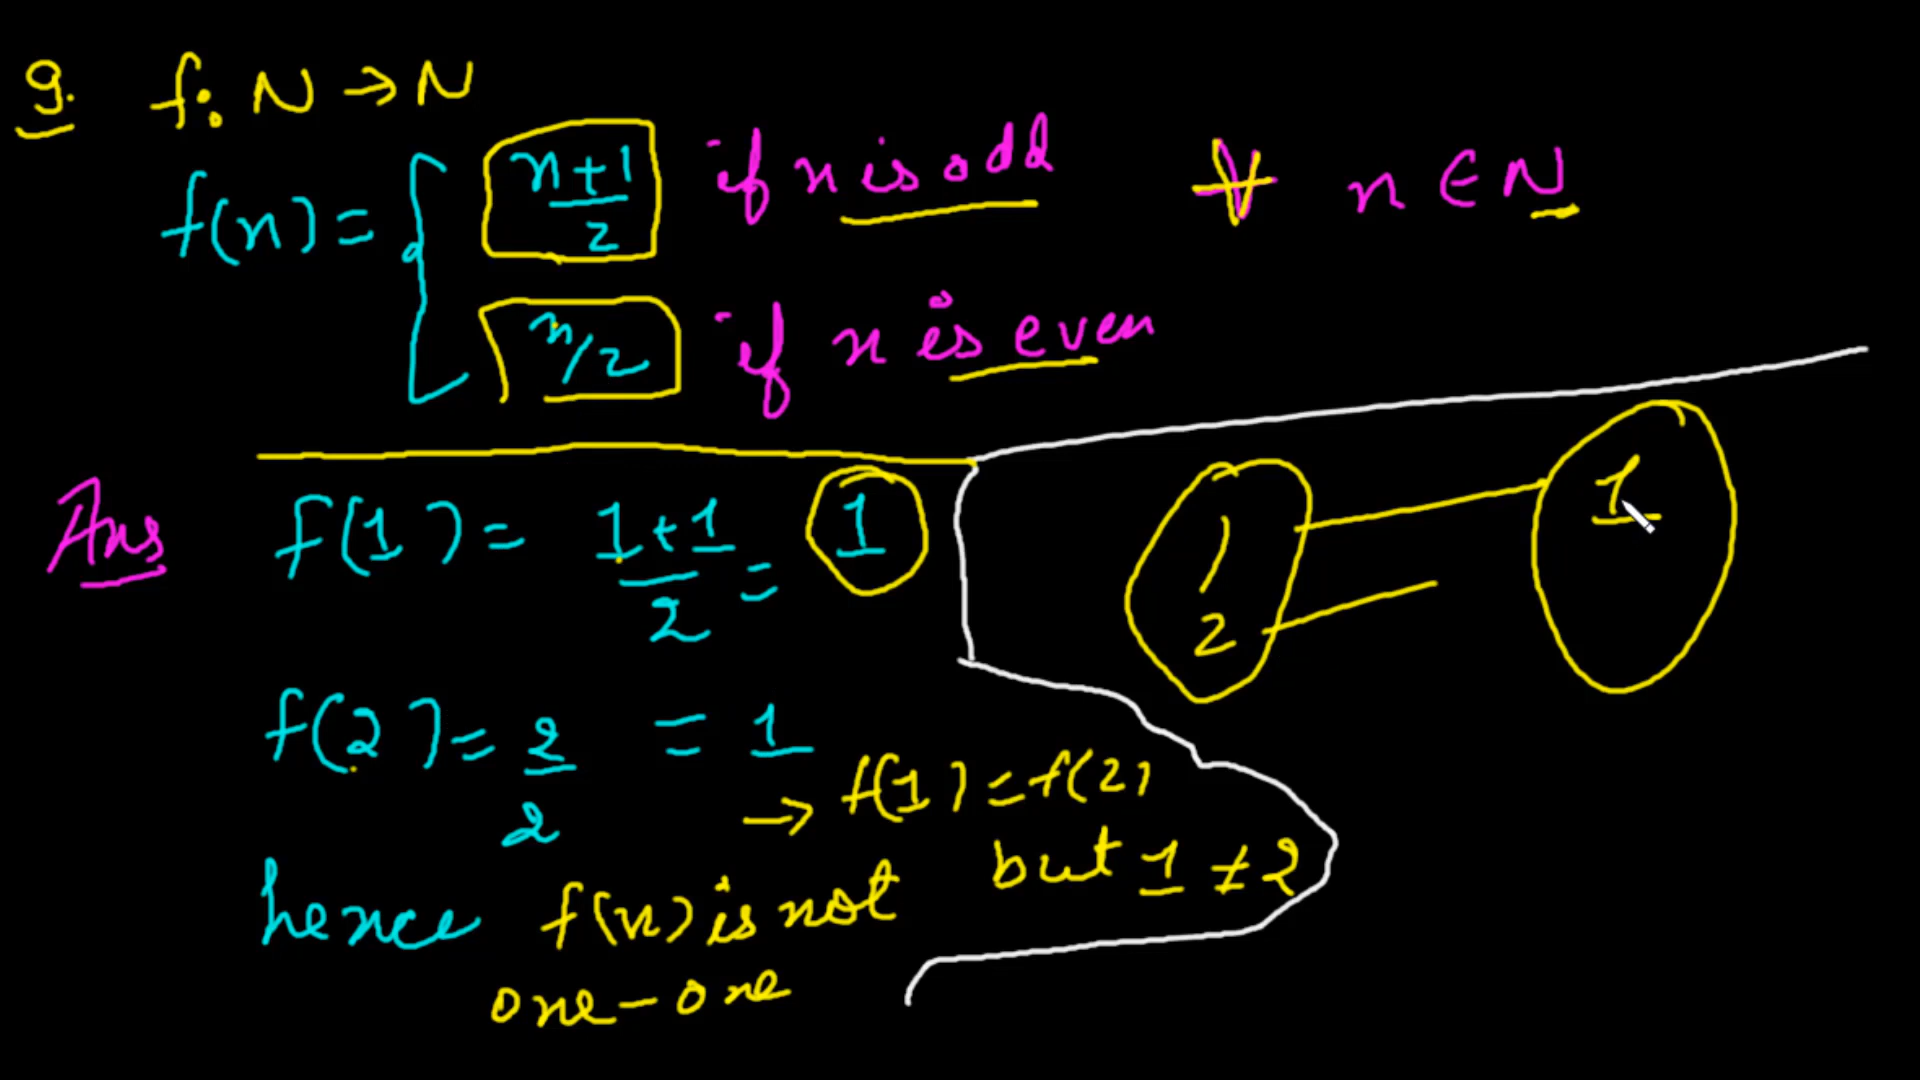 9. f: N → N
f(n) = { n+1/2 if n is odd ∀ n ∈ N
n/2 if n is even
Ans f(1) = 1+1/2 = 1
1 1
2
f(2) = 2/2 = 1
→ f(1) = f(2)
but 1 ≠ 2
hence f(n) is not
one-one